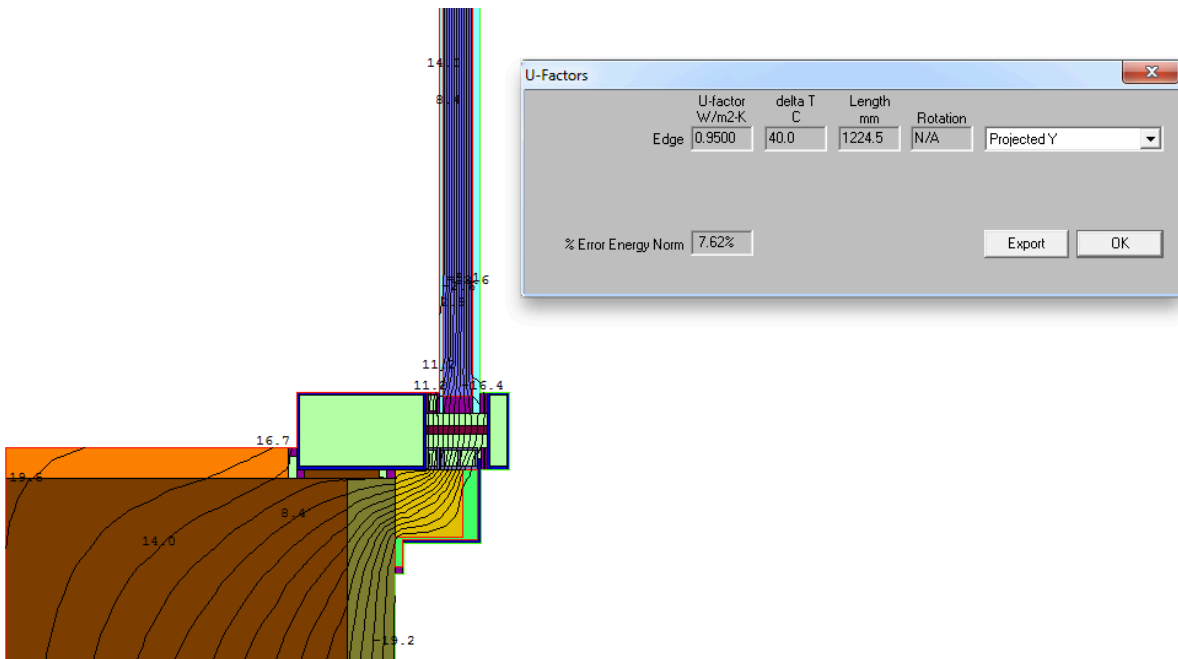 14.0
8.4
U-Factors
U-factor
W/m2-K
delta T
C
Length
mm
Rotation
Edge 0.9500 40.0 1224.5 N/A Projected Y
% Error Energy Norm 7.62% Export OK
11.2
11.2 -16.4
16.7
19.6
8.4
14.0
-19.2